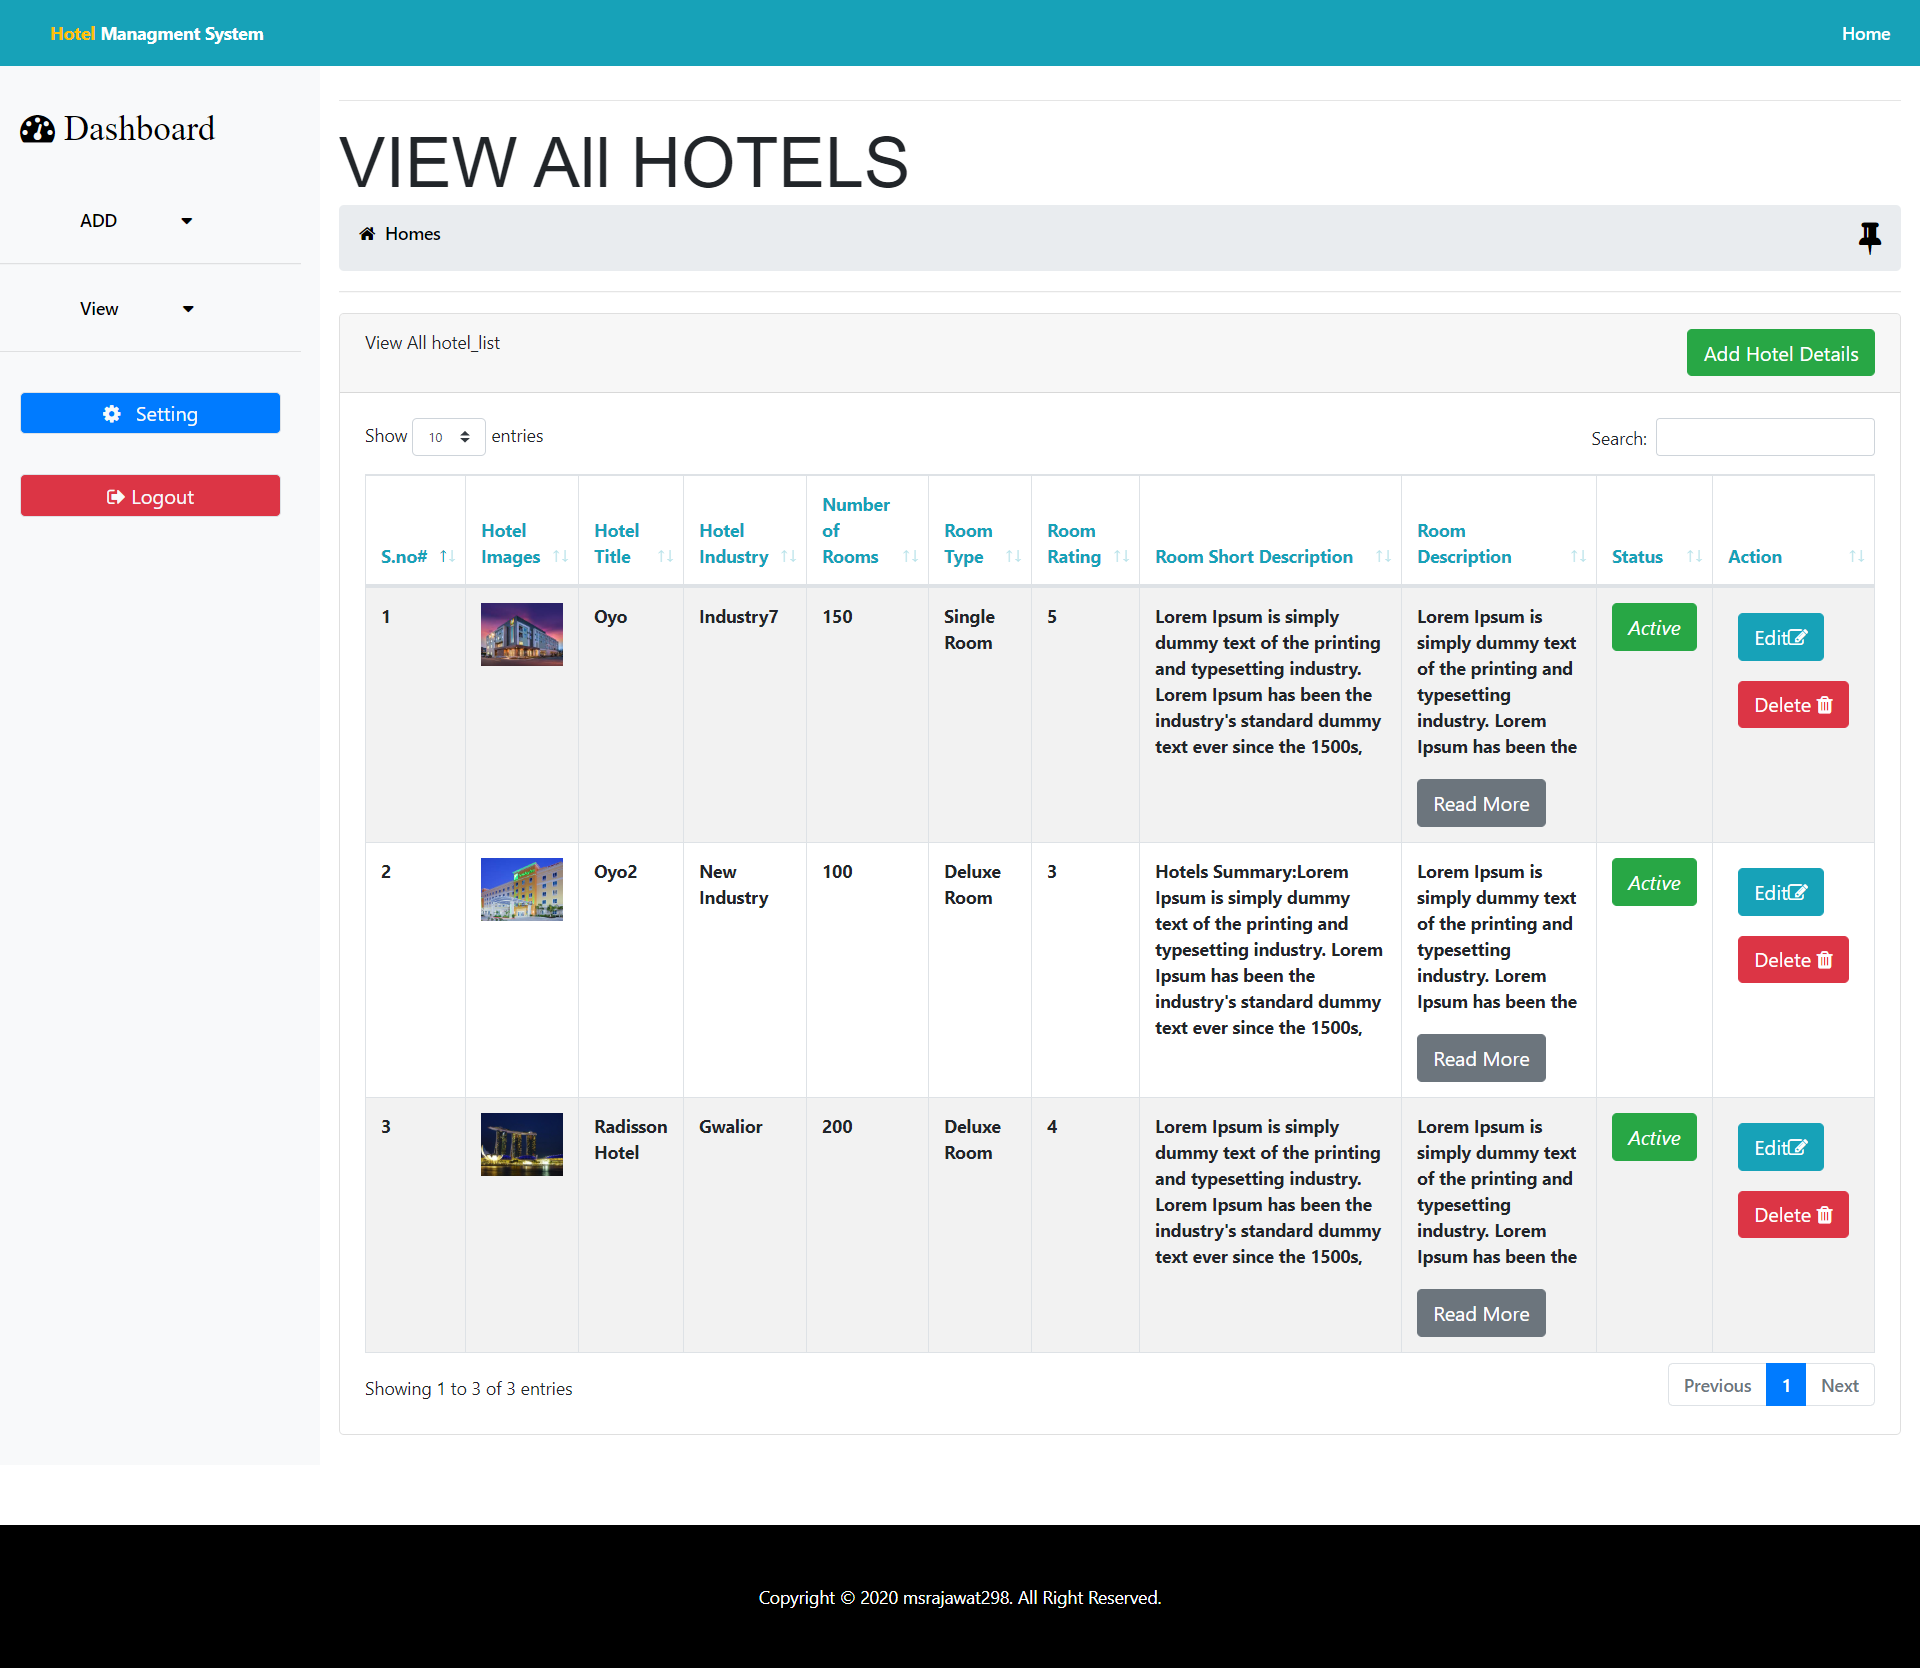 Hotel Managment System
Home
Dashboard
ADD
View
Setting
Logout
VIEW All HOTELS
Homes
View All hotel_list
Add Hotel Details
Show 10 entries
Search:
S.no#
Hotel
Images
Hotel
Title
Hotel
Industry
Number
of
Rooms
Room
Type
Room
Rating
Room Short Description
Room
Description
Status
Action
1
Oyo
Industry7
150
Single
Room
5
Lorem Ipsum is simply
dummy text of the printing
and typesetting industry.
Lorem Ipsum has been the
industry's standard dummy
text ever since the 1500s,
Lorem Ipsum is
simply dummy text
of the printing and
typesetting
industry. Lorem
Ipsum has been the
Read More
Active
Edit
Delete
2
Oyo2
New
Industry
100
Deluxe
Room
3
Hotels Summary:Lorem
Ipsum is simply dummy
text of the printing and
typesetting industry. Lorem
Ipsum has been the
industry's standard dummy
text ever since the 1500s,
Lorem Ipsum is
simply dummy text
of the printing and
typesetting
industry. Lorem
Ipsum has been the
Read More
Active
Edit
Delete
3
Radisson
Hotel
Gwalior
200
Deluxe
Room
4
Lorem Ipsum is simply
dummy text of the printing
and typesetting industry.
Lorem Ipsum has been the
industry's standard dummy
text ever since the 1500s,
Lorem Ipsum is
simply dummy text
of the printing and
typesetting
industry. Lorem
Ipsum has been the
Read More
Active
Edit
Delete
Showing 1 to 3 of 3 entries
Previous 1 Next
Copyright © 2020 msrajawat298. All Right Reserved.